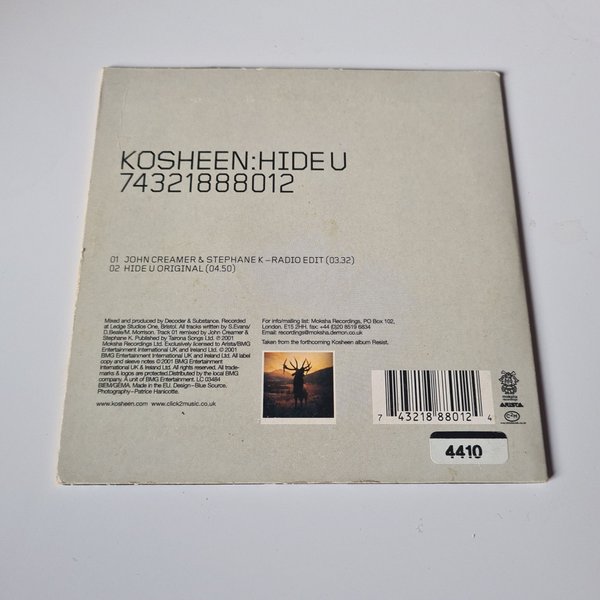 KOSHEEN:HIDE U
74321888012
01 JOHN CREAMER & STEPHANE K – RADIO EDIT (03.32)
02 HIDE U ORIGINAL (04.50)
Mixed and produced by Decoder & Substance. Recorded
at Ledge Studios One, Bristol. All tracks written by S.Evans/
D.Beale/M. Morrison. Track 01 remixed by John Creamer &
Stephane K. Published by Tairona Songs Ltd. ℗ 2001
Moksha Recordings Ltd. Exclusively licensed to Arista/BMG
Entertainment International UK and Ireland Ltd. © 2001
BMG Entertainment International UK and Ireland Ltd. All label
copy and sleeve notes © 2001 BMG Entertainment
International UK & Ireland Ltd. All rights reserved. All trade-
marks & logos are protected.Distributed by the local BMG
company. A unit of BMG Entertainment. LC 03484
BIEM/GEMA. Made in the E.U. Design - Blue Source.
Photography - Patrice Hanicotte.
www.kosheen.com www.click2music.co.uk
For info/mailing list: Moksha Recordings, PO Box 102,
London, E15 2HH. fax: +44 (0)20 8519 6834
Email: recordings@moksha.demon.co.uk
Taken from the forthcoming Kosheen album Resist.
7 43218 88012 4
moksha
recordings
ARISTA
4410